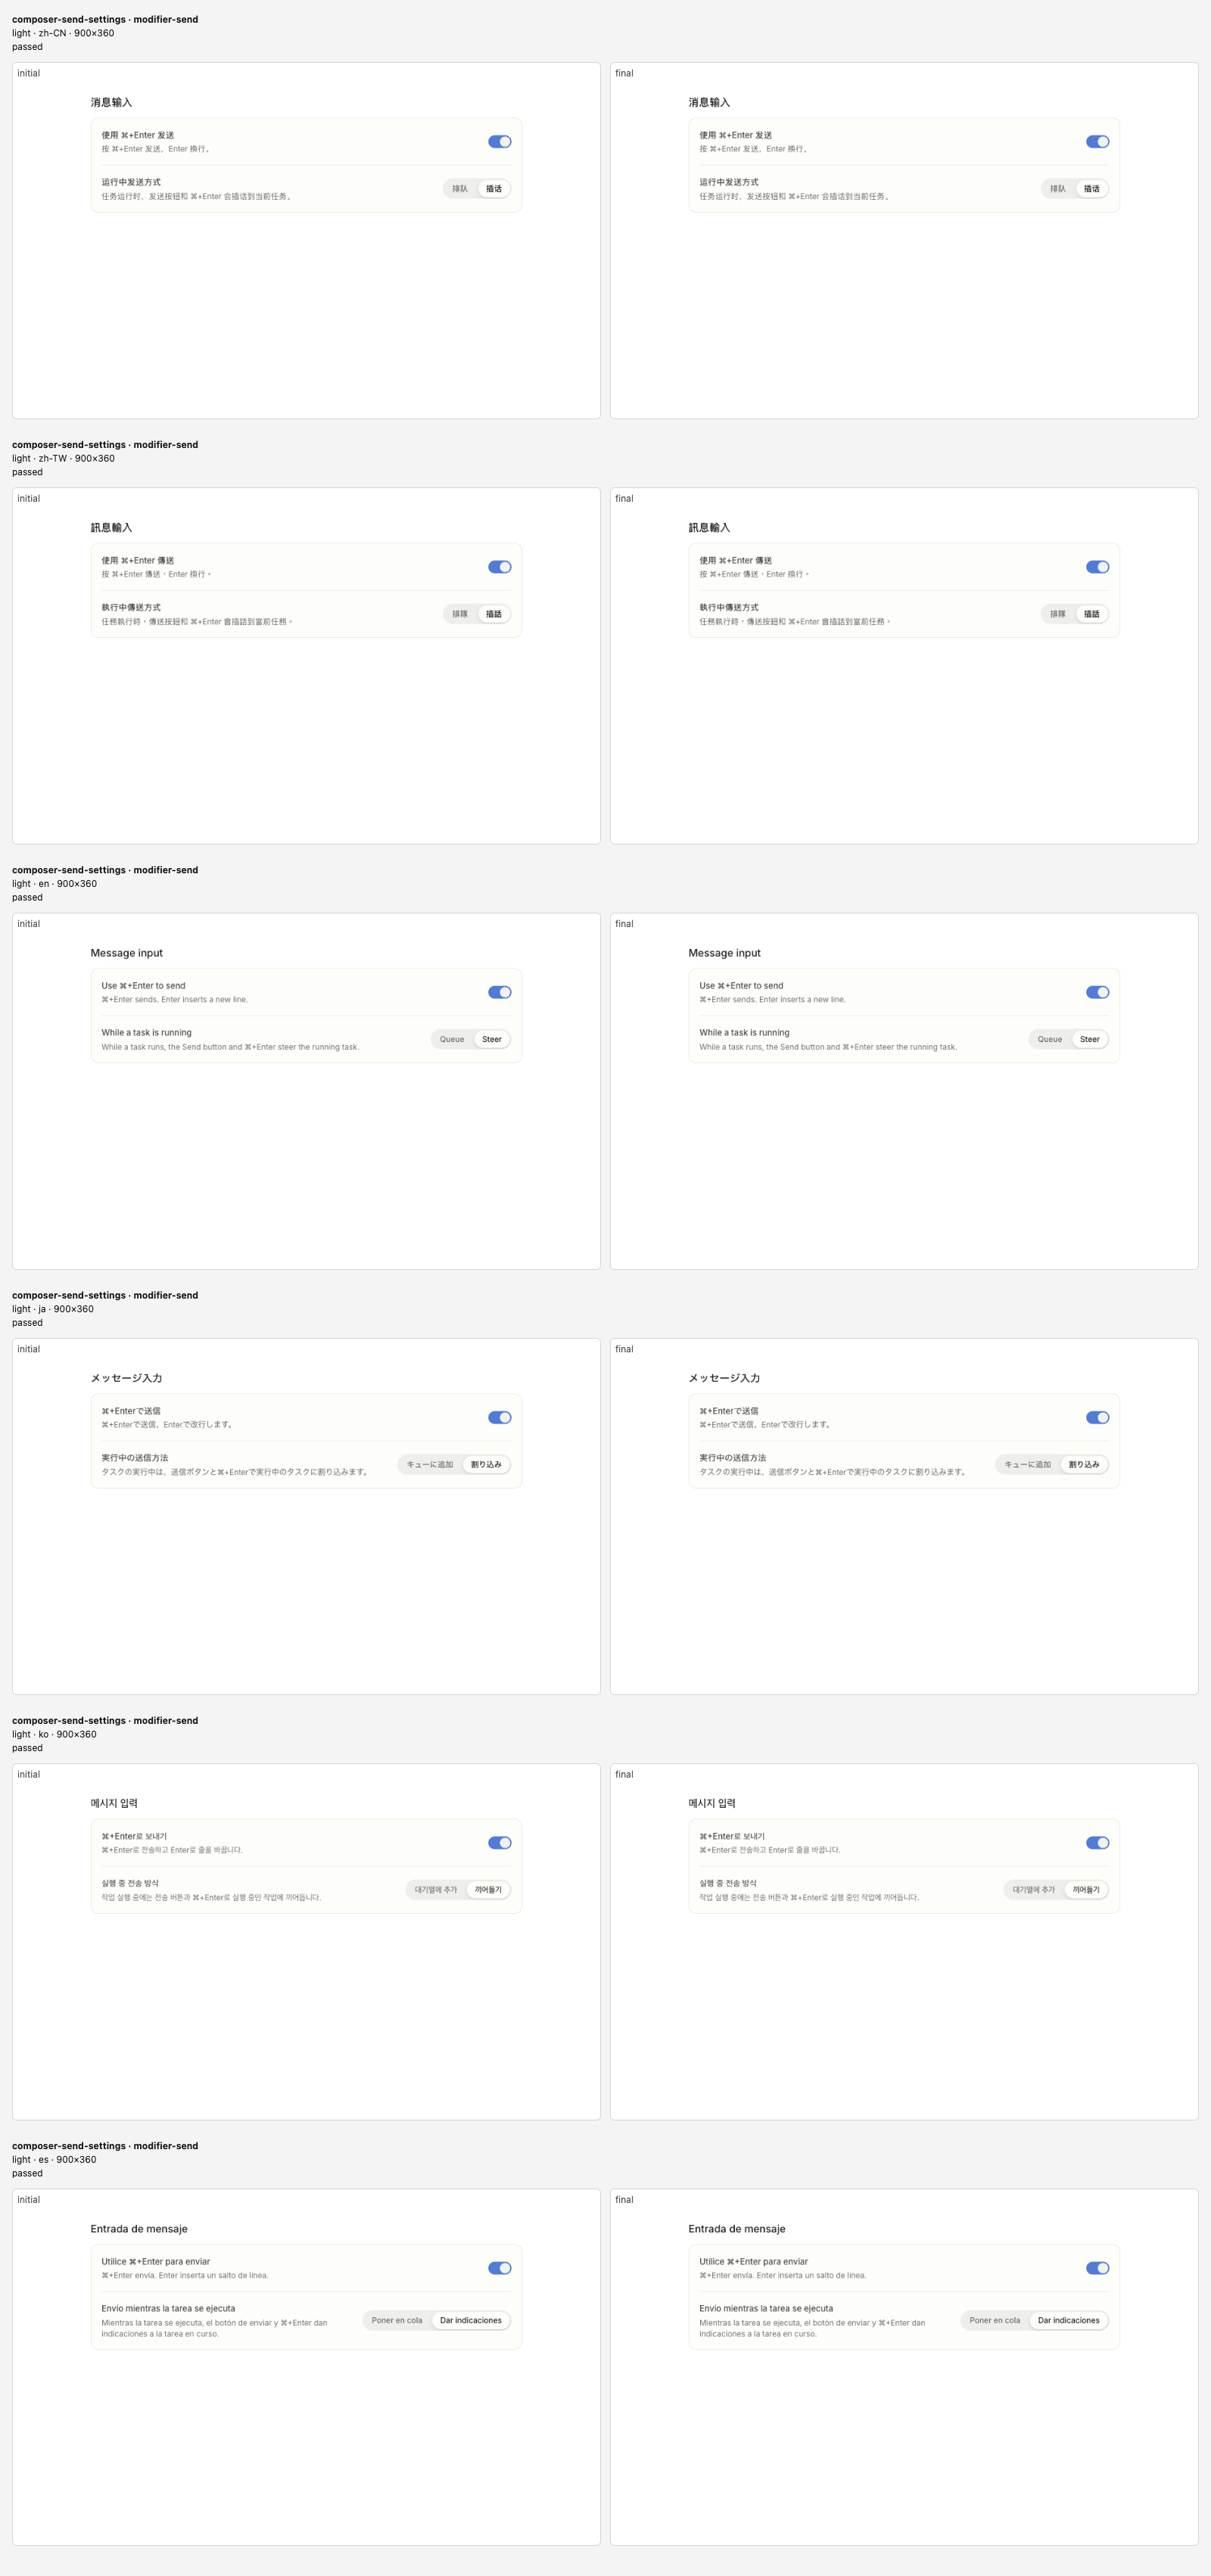 composer-send-settings · modifier-send
light · zh-CN · 900×360
passed
initial
消息输入
使用 ⌘+Enter 发送
按 ⌘+Enter 发送，Enter 换行。
运行中发送方式
任务运行时，发送按钮和 ⌘+Enter 会插话到当前任务。
排队 插话
final
消息输入
使用 ⌘+Enter 发送
按 ⌘+Enter 发送，Enter 换行。
运行中发送方式
任务运行时，发送按钮和 ⌘+Enter 会插话到当前任务。
排队 插话
composer-send-settings · modifier-send
light · zh-TW · 900×360
passed
initial
訊息輸入
使用 ⌘+Enter 傳送
按 ⌘+Enter 傳送，Enter 換行。
執行中傳送方式
任務執行時，傳送按鈕和 ⌘+Enter 會插話到當前任務。
排隊 插話
final
訊息輸入
使用 ⌘+Enter 傳送
按 ⌘+Enter 傳送，Enter 換行。
執行中傳送方式
任務執行時，傳送按鈕和 ⌘+Enter 會插話到當前任務。
排隊 插話
composer-send-settings · modifier-send
light · en · 900×360
passed
initial
Message input
Use ⌘+Enter to send
⌘+Enter sends. Enter inserts a new line.
While a task is running
While a task runs, the Send button and ⌘+Enter steer the running task.
Queue Steer
final
Message input
Use ⌘+Enter to send
⌘+Enter sends. Enter inserts a new line.
While a task is running
While a task runs, the Send button and ⌘+Enter steer the running task.
Queue Steer
composer-send-settings · modifier-send
light · ja · 900×360
passed
initial
メッセージ入力
⌘+Enterで送信
⌘+Enterで送信、Enterで改行します。
実行中の送信方法
タスクの実行中は、送信ボタンと⌘+Enterで実行中のタスクに割り込みます。
キューに追加 割り込み
final
メッセージ入力
⌘+Enterで送信
⌘+Enterで送信、Enterで改行します。
実行中の送信方法
タスクの実行中は、送信ボタンと⌘+Enterで実行中のタスクに割り込みます。
キューに追加 割り込み
composer-send-settings · modifier-send
light · ko · 900×360
passed
initial
메시지 입력
⌘+Enter로 보내기
⌘+Enter로 전송하고 Enter로 줄을 바꿉니다.
실행 중 전송 방식
작업 실행 중에는 전송 버튼과 ⌘+Enter로 실행 중인 작업에 끼어듭니다.
대기열에 추가 끼어들기
final
메시지 입력
⌘+Enter로 보내기
⌘+Enter로 전송하고 Enter로 줄을 바꿉니다.
실행 중 전송 방식
작업 실행 중에는 전송 버튼과 ⌘+Enter로 실행 중인 작업에 끼어듭니다.
대기열에 추가 끼어들기
composer-send-settings · modifier-send
light · es · 900×360
passed
initial
Entrada de mensaje
Utilice ⌘+Enter para enviar
⌘+Enter envía. Enter inserta un salto de línea.
Envío mientras la tarea se ejecuta
Mientras la tarea se ejecuta, el botón de enviar y ⌘+Enter dan
indicaciones a la tarea en curso.
Poner en cola Dar indicaciones
final
Entrada de mensaje
Utilice ⌘+Enter para enviar
⌘+Enter envía. Enter inserta un salto de línea.
Envío mientras la tarea se ejecuta
Mientras la tarea se ejecuta, el botón de enviar y ⌘+Enter dan
indicaciones a la tarea en curso.
Poner en cola Dar indicaciones